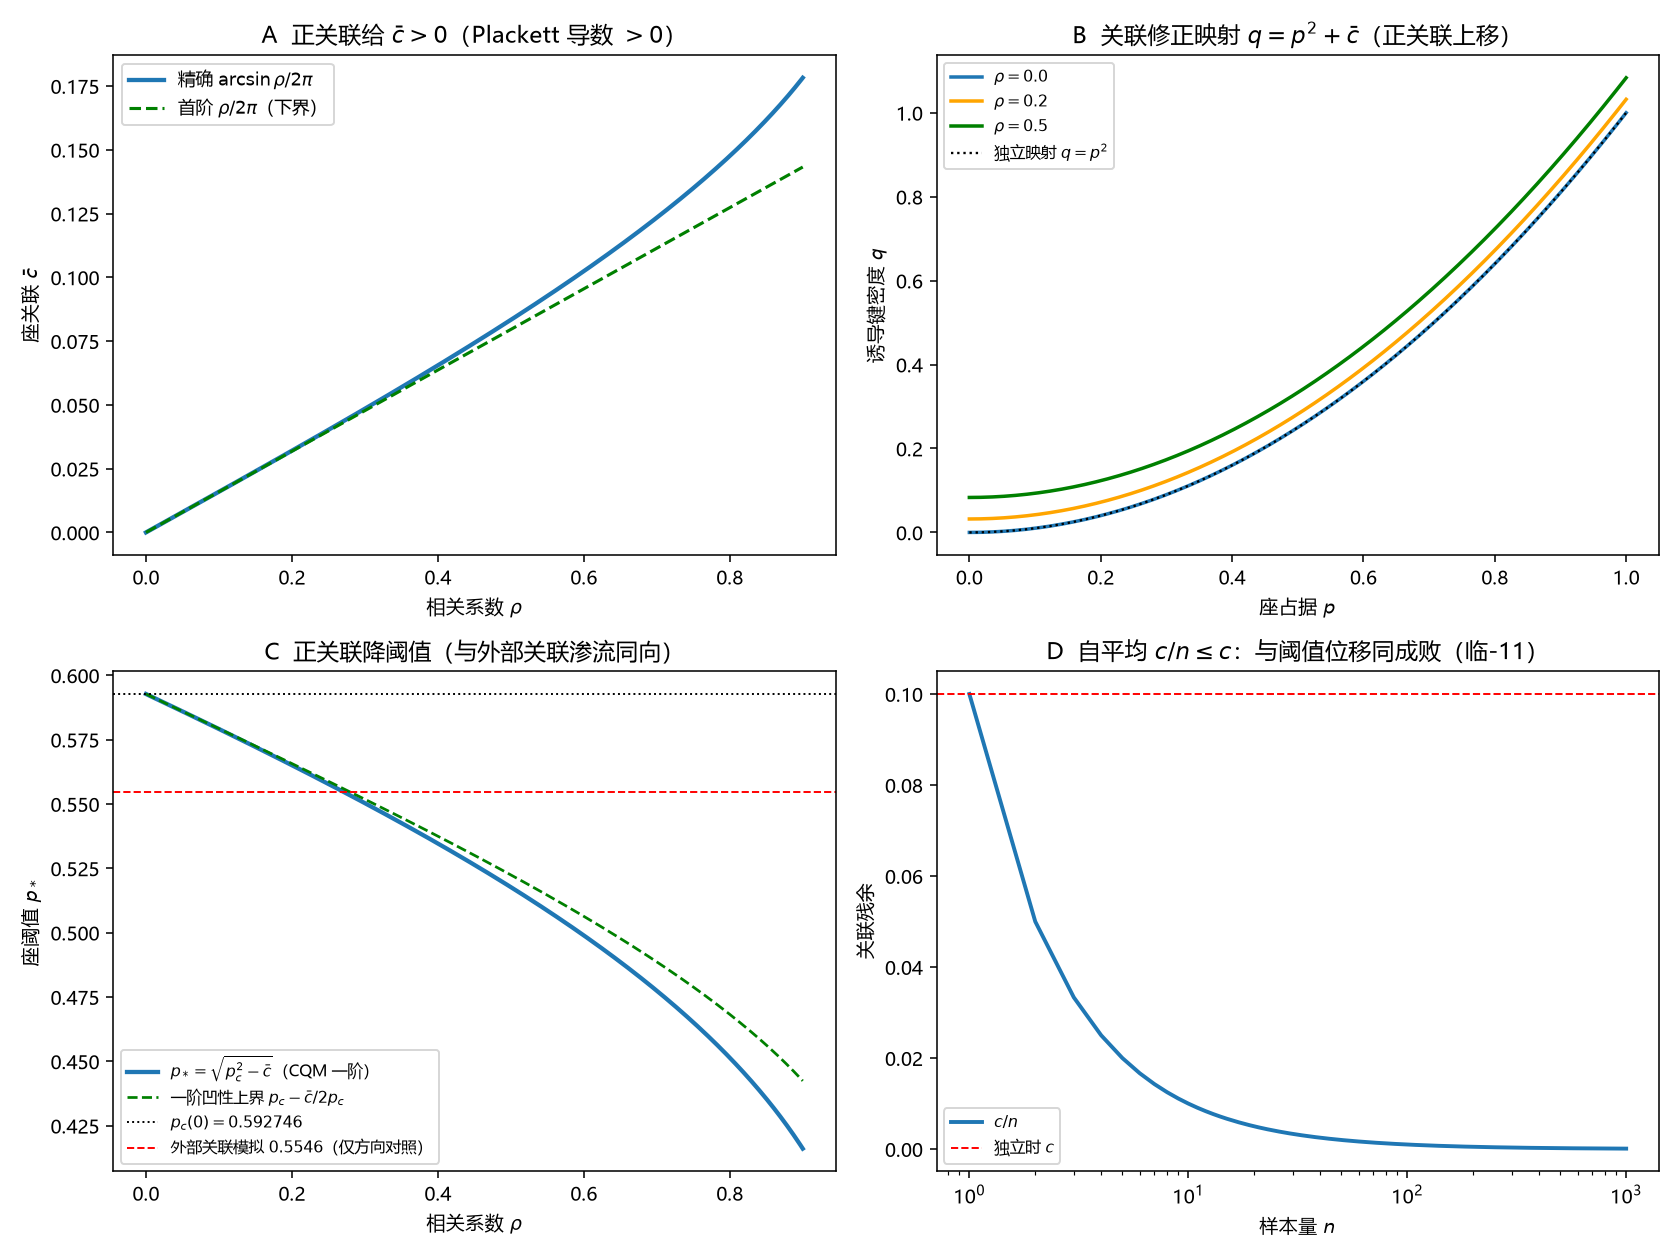 A 正关联给 c̄ > 0（Plackett 导数 > 0）
精确 arcsin ρ/2π
首阶 ρ/2π（下界）
0.175
0.150
0.125
0.100
0.075
0.050
0.025
0.000
座关联 c̄
0.0 0.2 0.4 0.6 0.8
相关系数 ρ
B 关联修正映射 q = p² + c̄（正关联上移）
ρ = 0.0
ρ = 0.2
ρ = 0.5
独立映射 q = p²
1.0
0.8
0.6
0.4
0.2
0.0
诱导键密度 q
0.0 0.2 0.4 0.6 0.8 1.0
座占据 p
C 正关联降阈值（与外部关联渗流同向）
0.600
0.575
0.550
0.525
0.500
0.475
0.450
0.425
座阈值 p*
p* = √(p_c² − c̄)（CQM 一阶）
一阶凹性上界 p_c − c̄/2p_c
p_c(0) = 0.592746
外部关联模拟 0.5546（仅方向对照）
0.0 0.2 0.4 0.6 0.8
相关系数 ρ
D 自平均 c/n ≤ c：与阈值位移同成败（临-11）
0.10
0.08
0.06
0.04
0.02
0.00
关联残余
c/n
独立时 c
10⁰ 10¹ 10² 10³
样本量 n